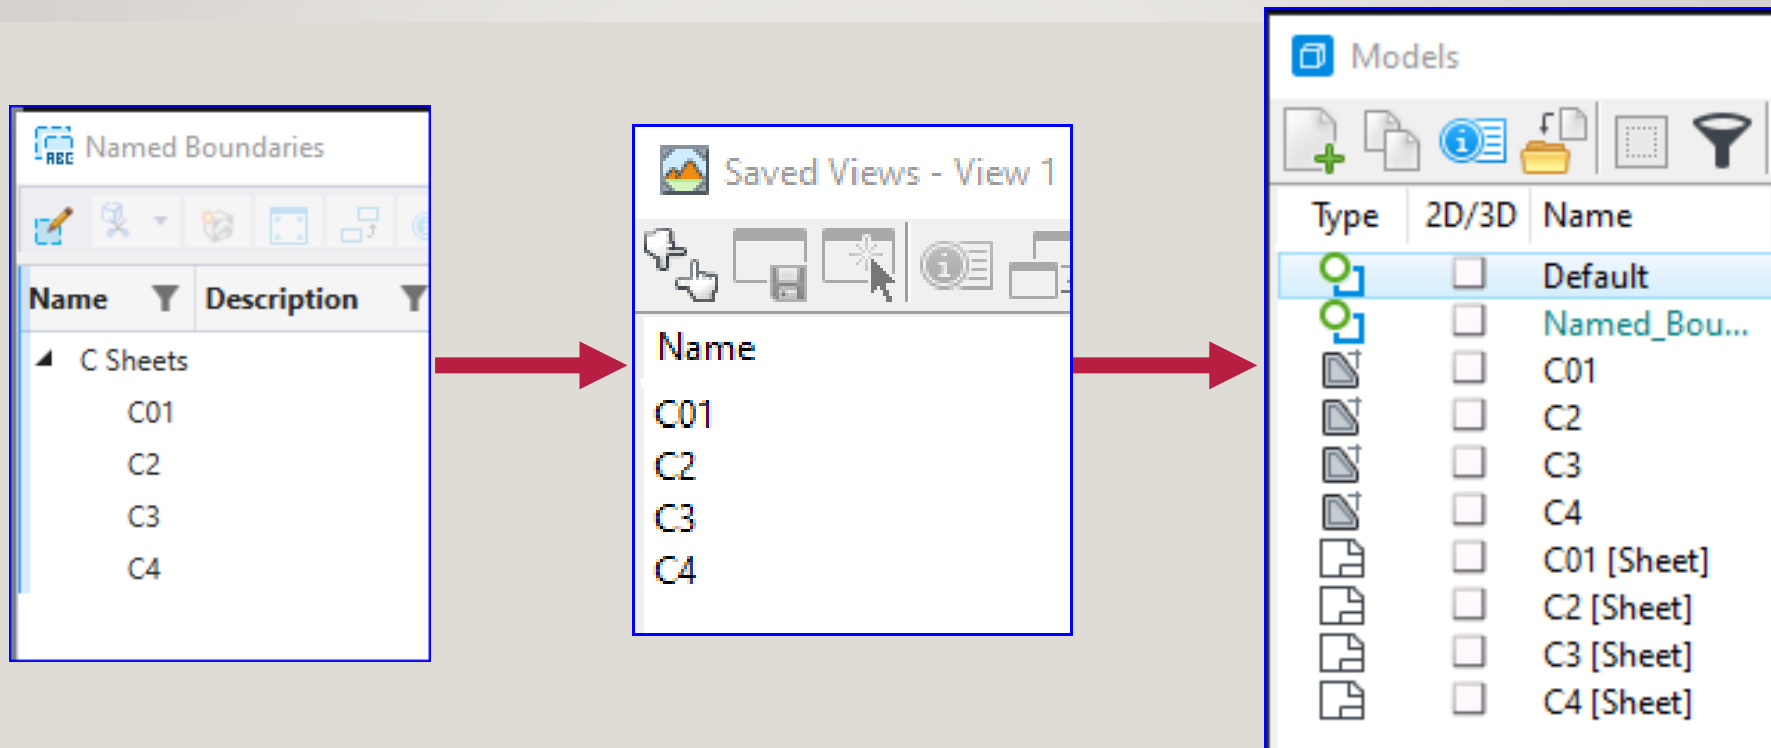 ABC Named Boundaries
Name Description
C Sheets
C01
C2
C3
C4
Saved Views - View 1
Name
C01
C2
C3
C4
Models
Type 2D/3D Name
Default
Named_Bou...
C01
C2
C3
C4
C01 [Sheet]
C2 [Sheet]
C3 [Sheet]
C4 [Sheet]